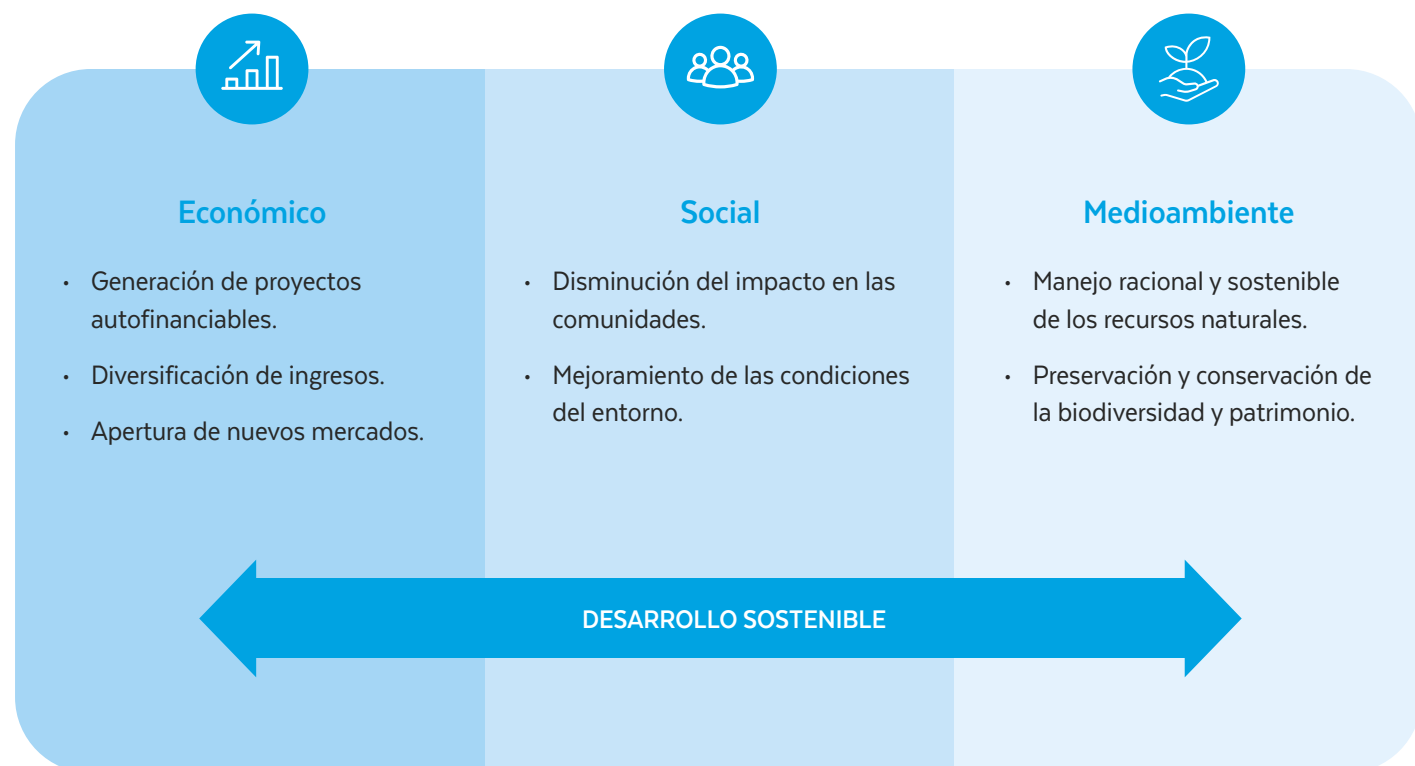 Económico
• Generación de proyectos
autofinanciables.
• Diversificación de ingresos.
• Apertura de nuevos mercados.
Social
• Disminución del impacto en las
comunidades.
• Mejoramiento de las condiciones
del entorno.
Medioambiente
• Manejo racional y sostenible
de los recursos naturales.
• Preservación y conservación de
la biodiversidad y patrimonio.
DESARROLLO SOSTENIBLE